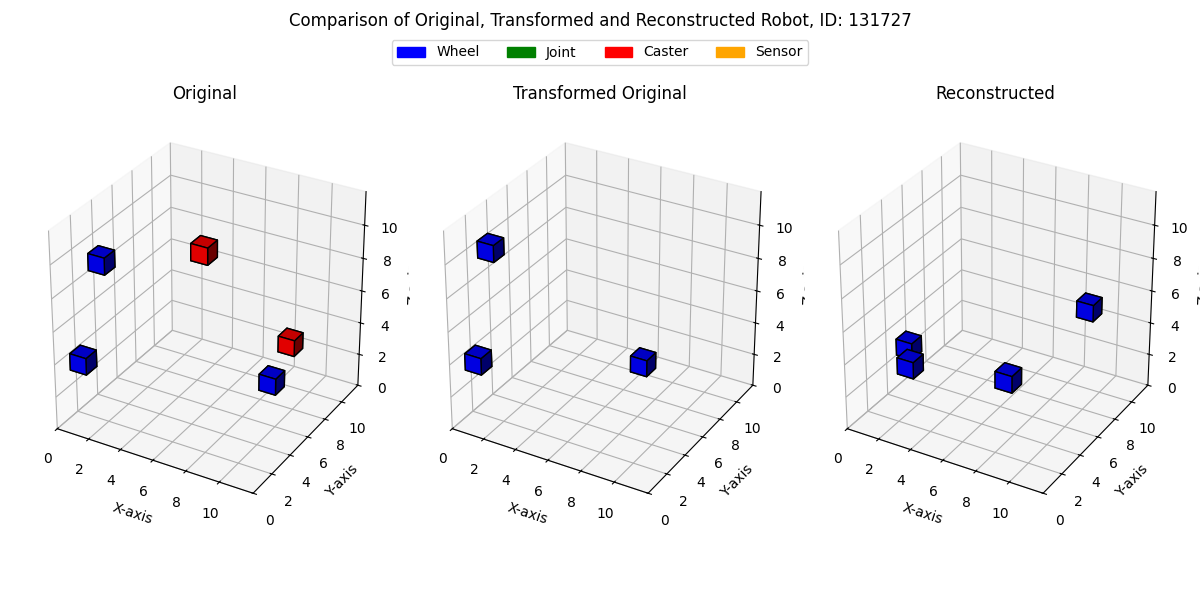 Comparison of Original, Transformed and Reconstructed Robot, ID: 131727
Wheel Joint Caster Sensor
Original
Transformed Original
Reconstructed
0 2 4 6 8 10
X-axis
0 2 4 6 8 10
Y-axis
0 2 4 6 8 10
0 2 4 6 8 10
X-axis
0 2 4 6 8 10
Y-axis
0 2 4 6 8 10
0 2 4 6 8 10
X-axis
0 2 4 6 8 10
Y-axis
0 2 4 6 8 10